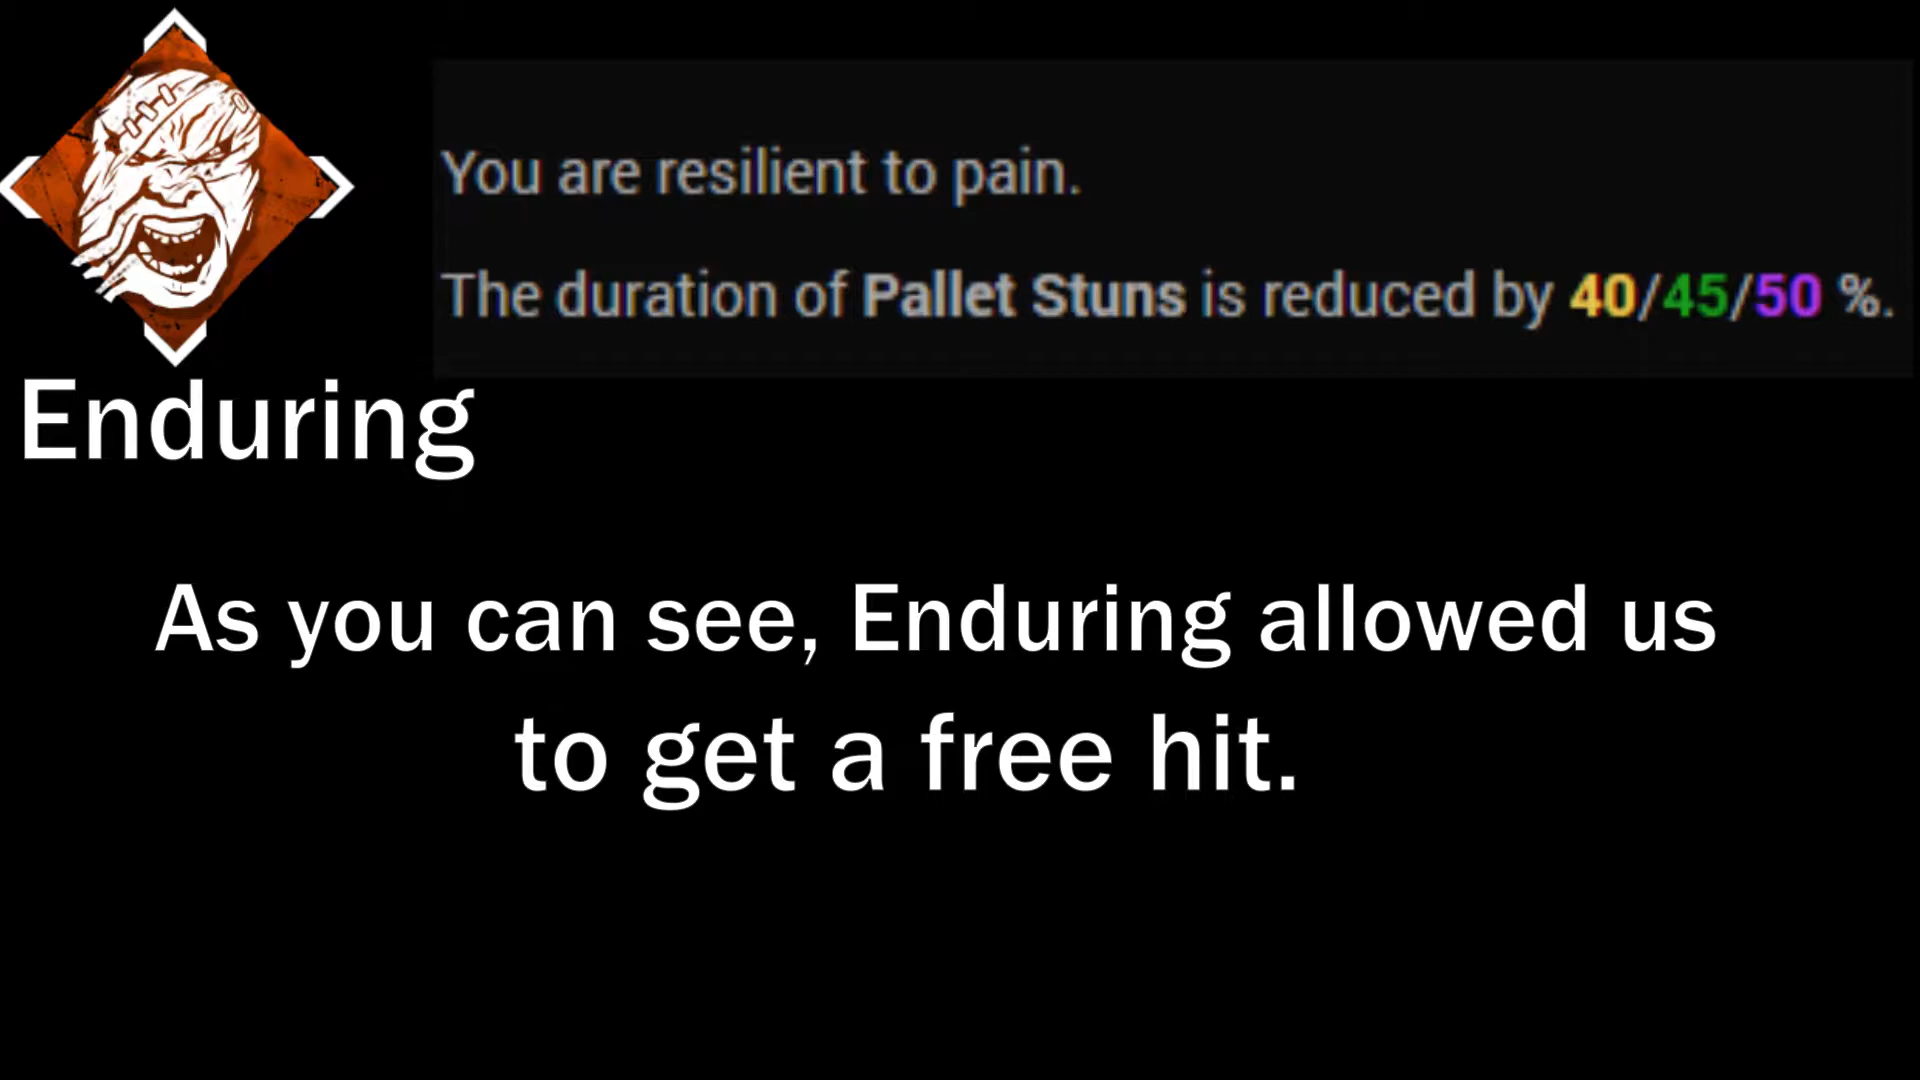 You are resilient to pain.
The duration of Pallet Stuns is reduced by 40/45/50 %.
Enduring
As you can see, Enduring allowed us
to get a free hit.